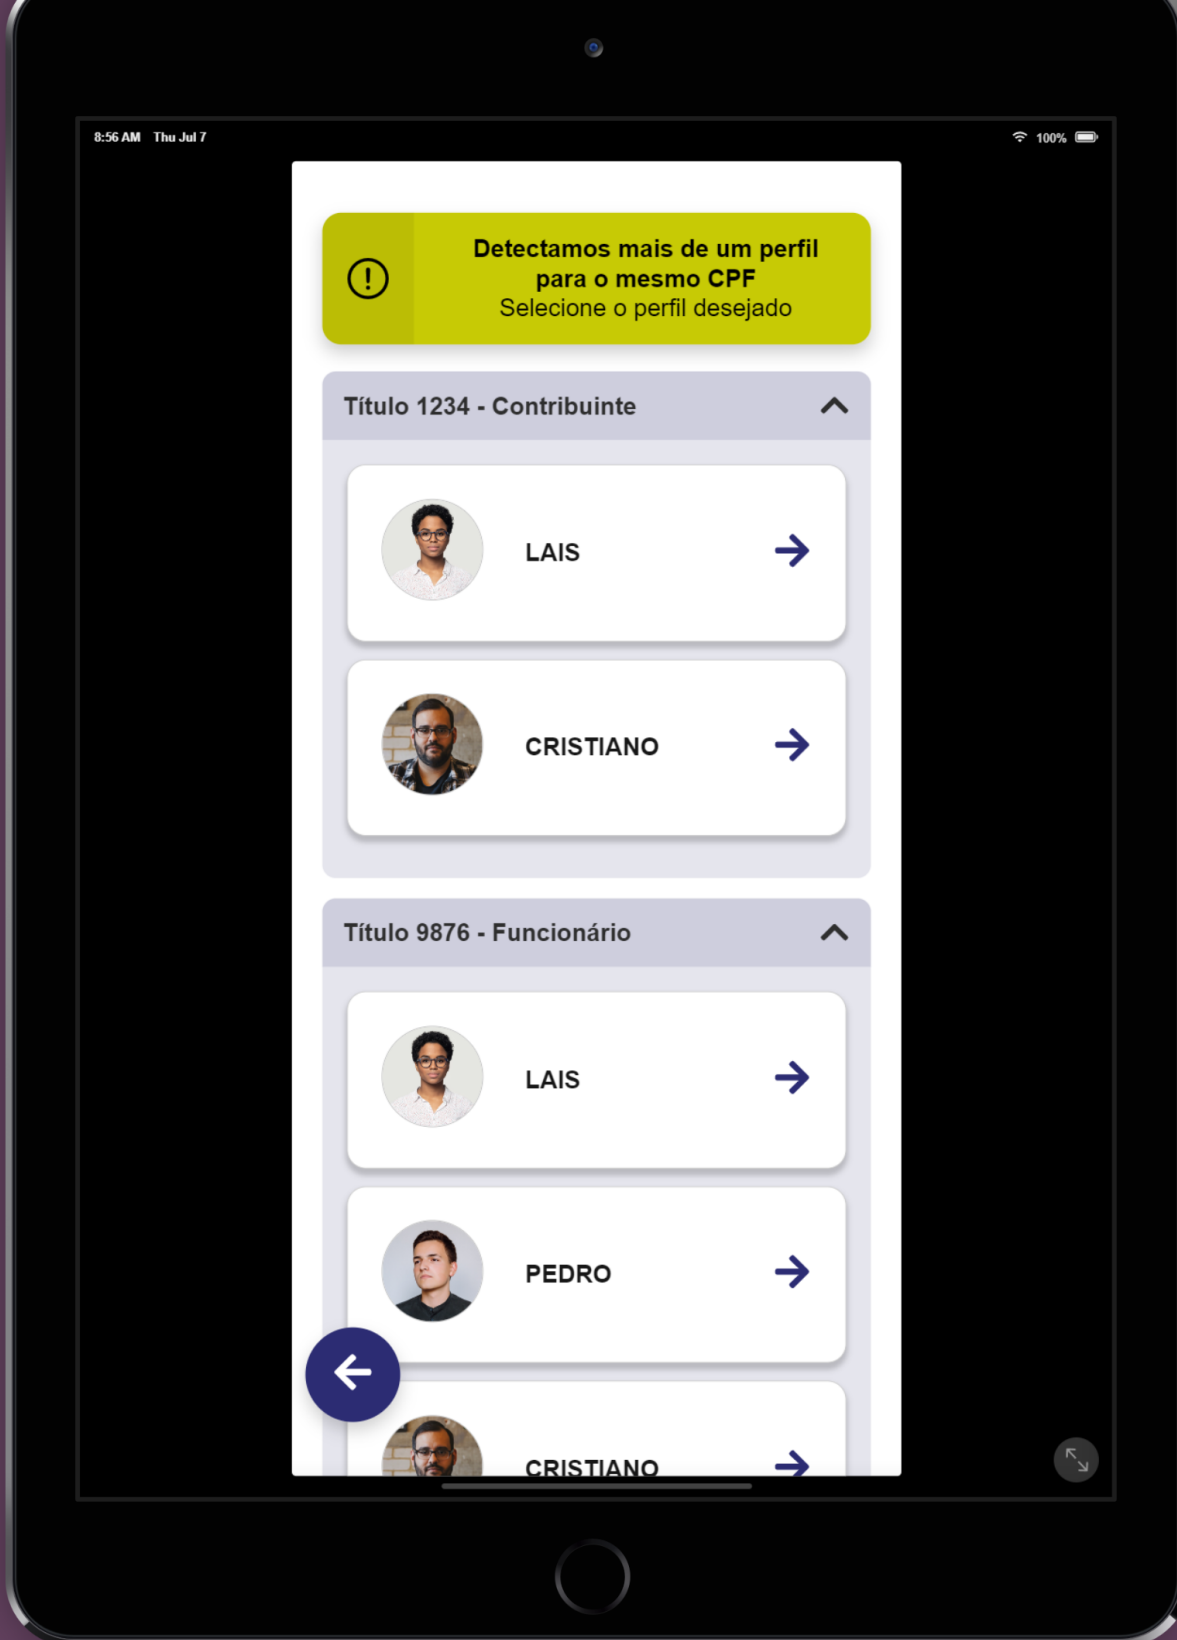 8:56 AM Thu Jul 7
100%
Detectamos mais de um perfil
para o mesmo CPF
Selecione o perfil desejado
Título 1234 - Contribuinte
LAIS
CRISTIANO
Título 9876 - Funcionário
LAIS
PEDRO
CRISTIANO